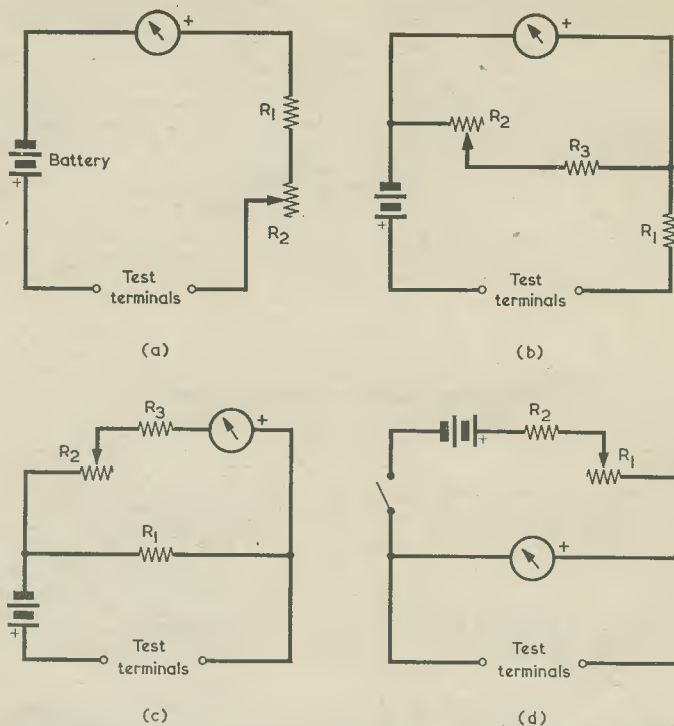 +
R1
Battery
+
R2
Test
terminals
(a)
+
R2
R3
R1
+
Test
terminals
(b)
R3
+
R2
R1
+
Test
terminals
(c)
R2
+
R1
+
Test
terminals
(d)